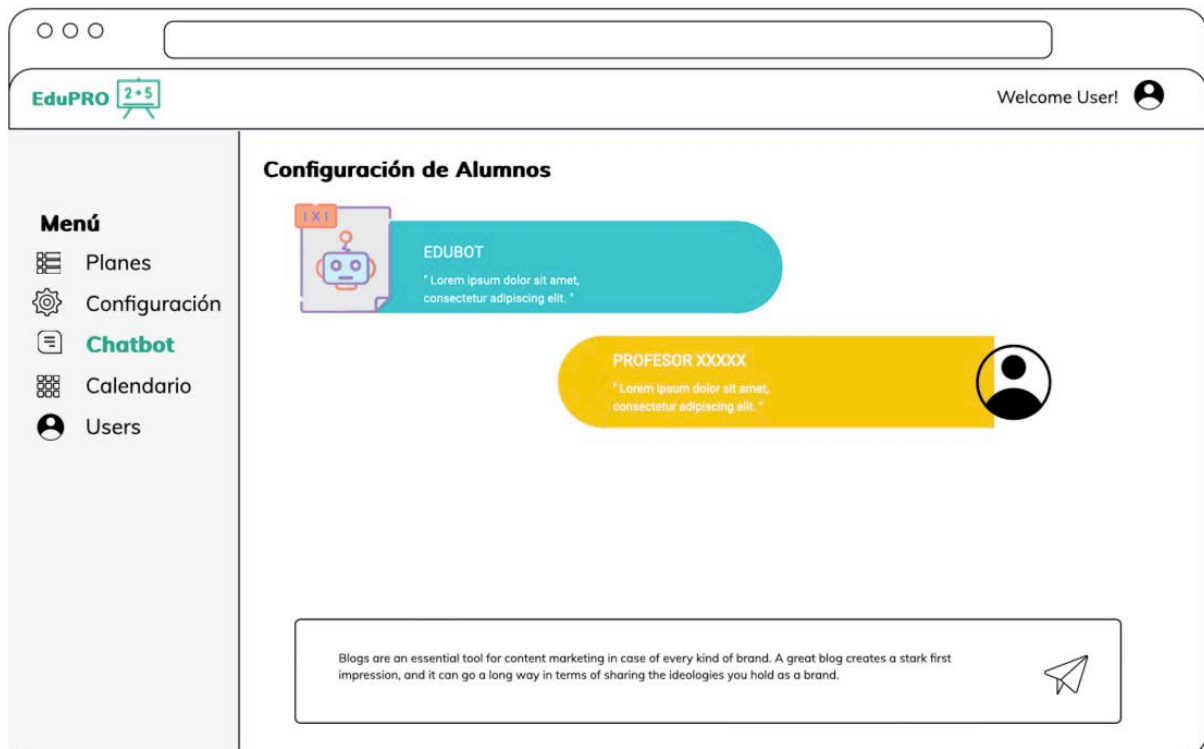 EduPRO 2+5
Welcome User!
Menú
Planes
Configuración
Chatbot
Calendario
Users
Configuración de Alumnos
1 X 1
EDUBOT
" Lorem ipsum dolor sit amet,
consectetur adipiscing elit. "
PROFESOR XXXXX
" Lorem ipsum dolor sit amet,
consectetur adipiscing elit. "
Blogs are an essential tool for content marketing in case of every kind of brand. A great blog creates a stark first
impression, and it can go a long way in terms of sharing the ideologies you hold as a brand.